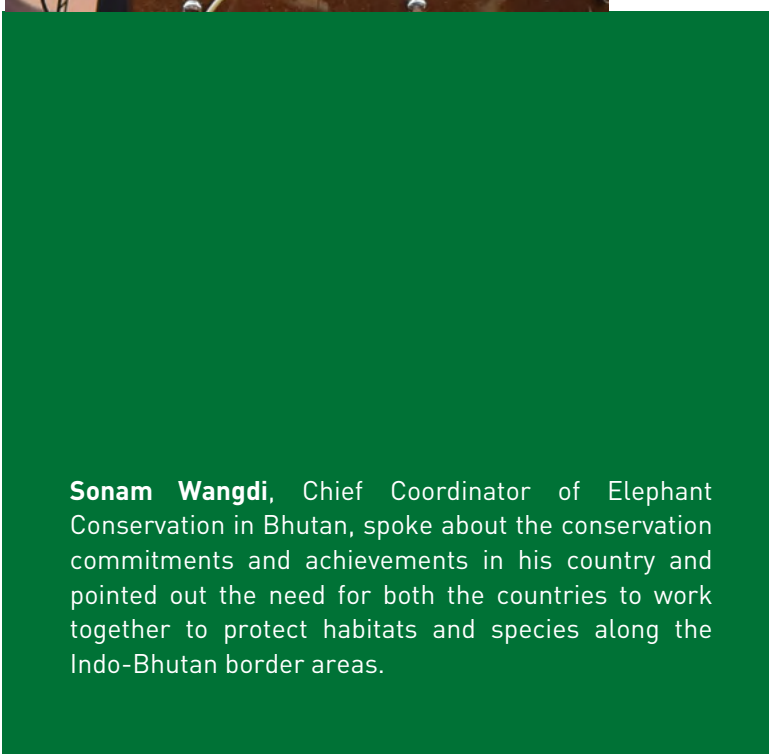 Sonam Wangdi, Chief Coordinator of Elephant
Conservation in Bhutan, spoke about the conservation
commitments and achievements in his country and
pointed out the need for both the countries to work
together to protect habitats and species along the
Indo-Bhutan border areas.